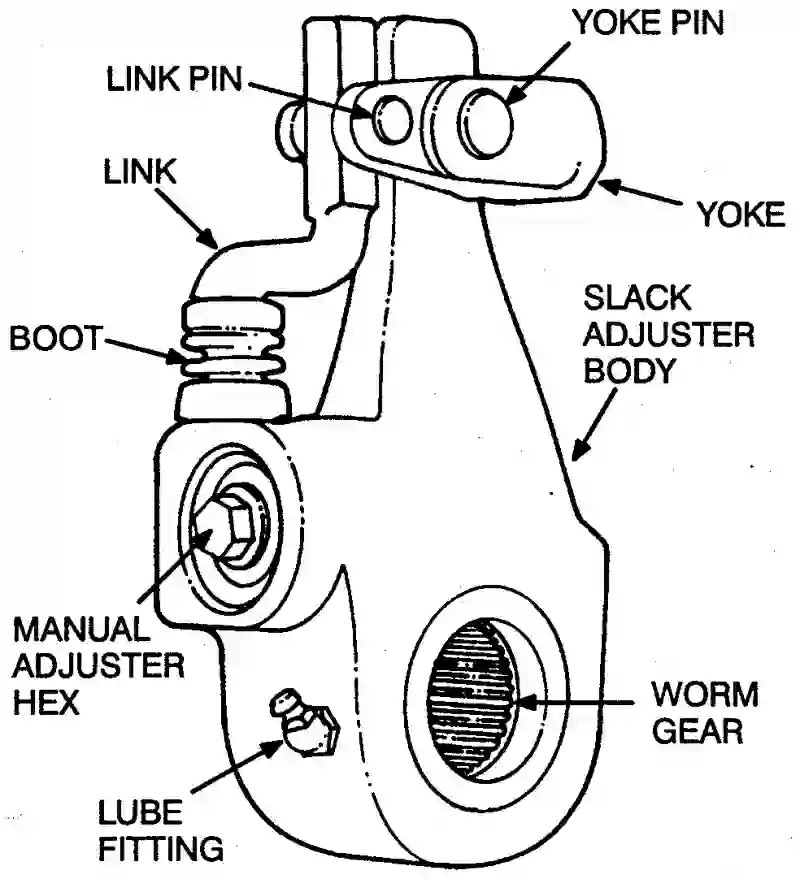 YOKE PIN
LINK PIN
LINK
YOKE
SLACK
ADJUSTER
BODY
BOOT
MANUAL
ADJUSTER
HEX
WORM
GEAR
LUBE
FITTING